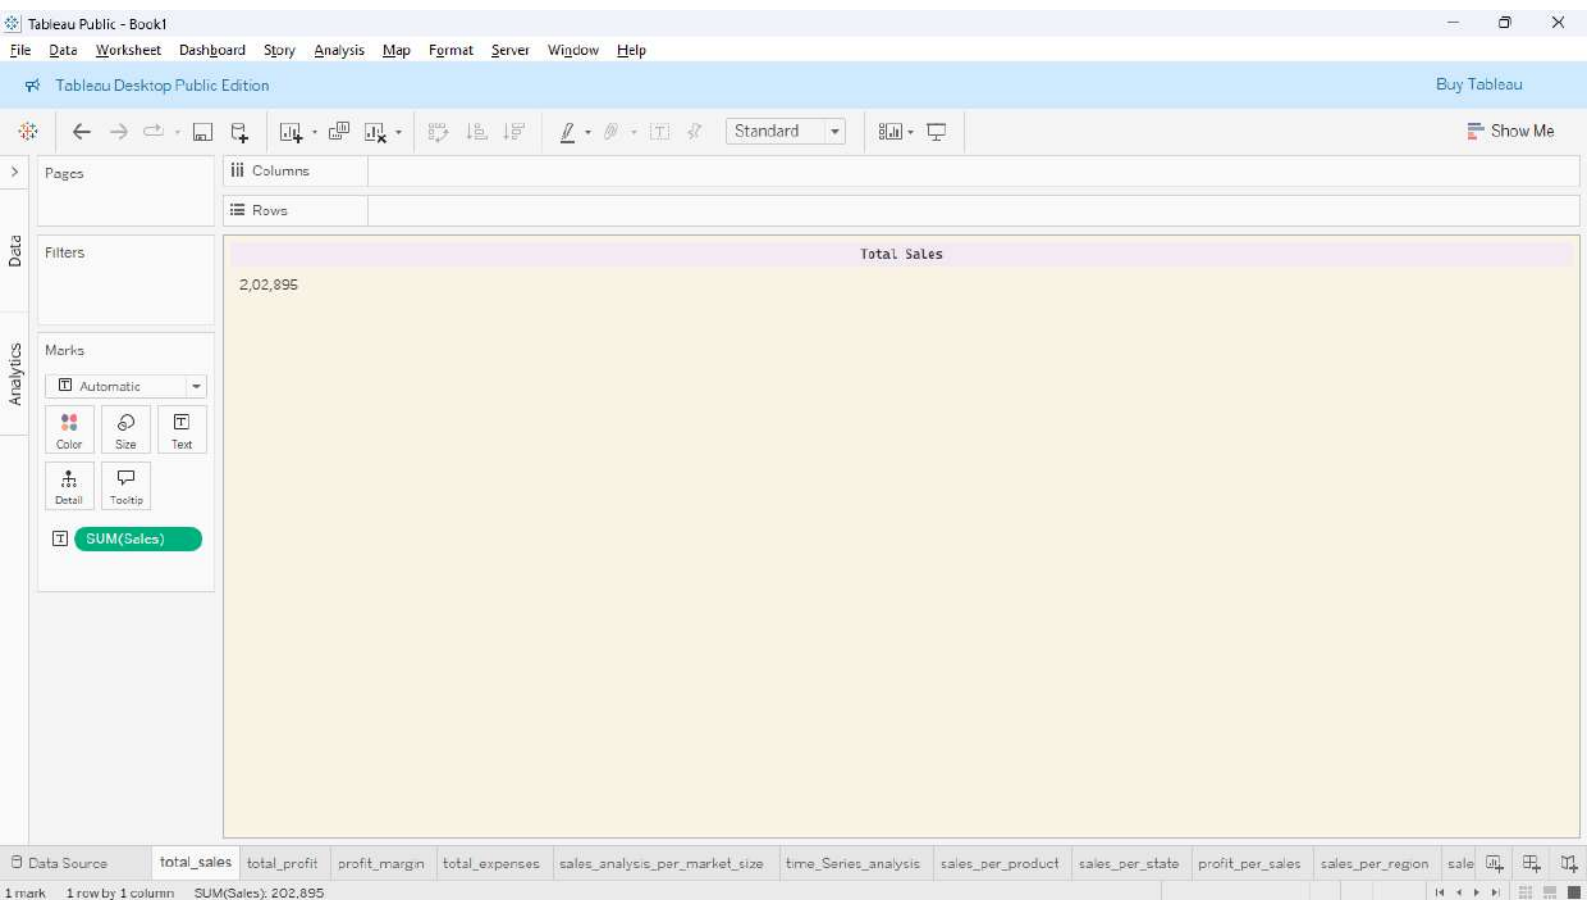 Tableau Public - Book1
File Data Worksheet Dashboard Story Analysis Map Format Server Window Help
Tableau Desktop Public Edition Buy Tableau
Standard Show Me
Pages
Columns
Rows
Data
Filters
Total Sales
2,02,895
Analytics
Marks
Automatic
Color Size Text
Detail Tooltip
SUM(Sales)
Data Source total_sales total_profit profit_margin total_expenses sales_analysis_per_market_size time_Series_analysis sales_per_product sales_per_state profit_per_sales sales_per_region sale
1 mark 1 row by 1 column SUM(Sales): 202,895